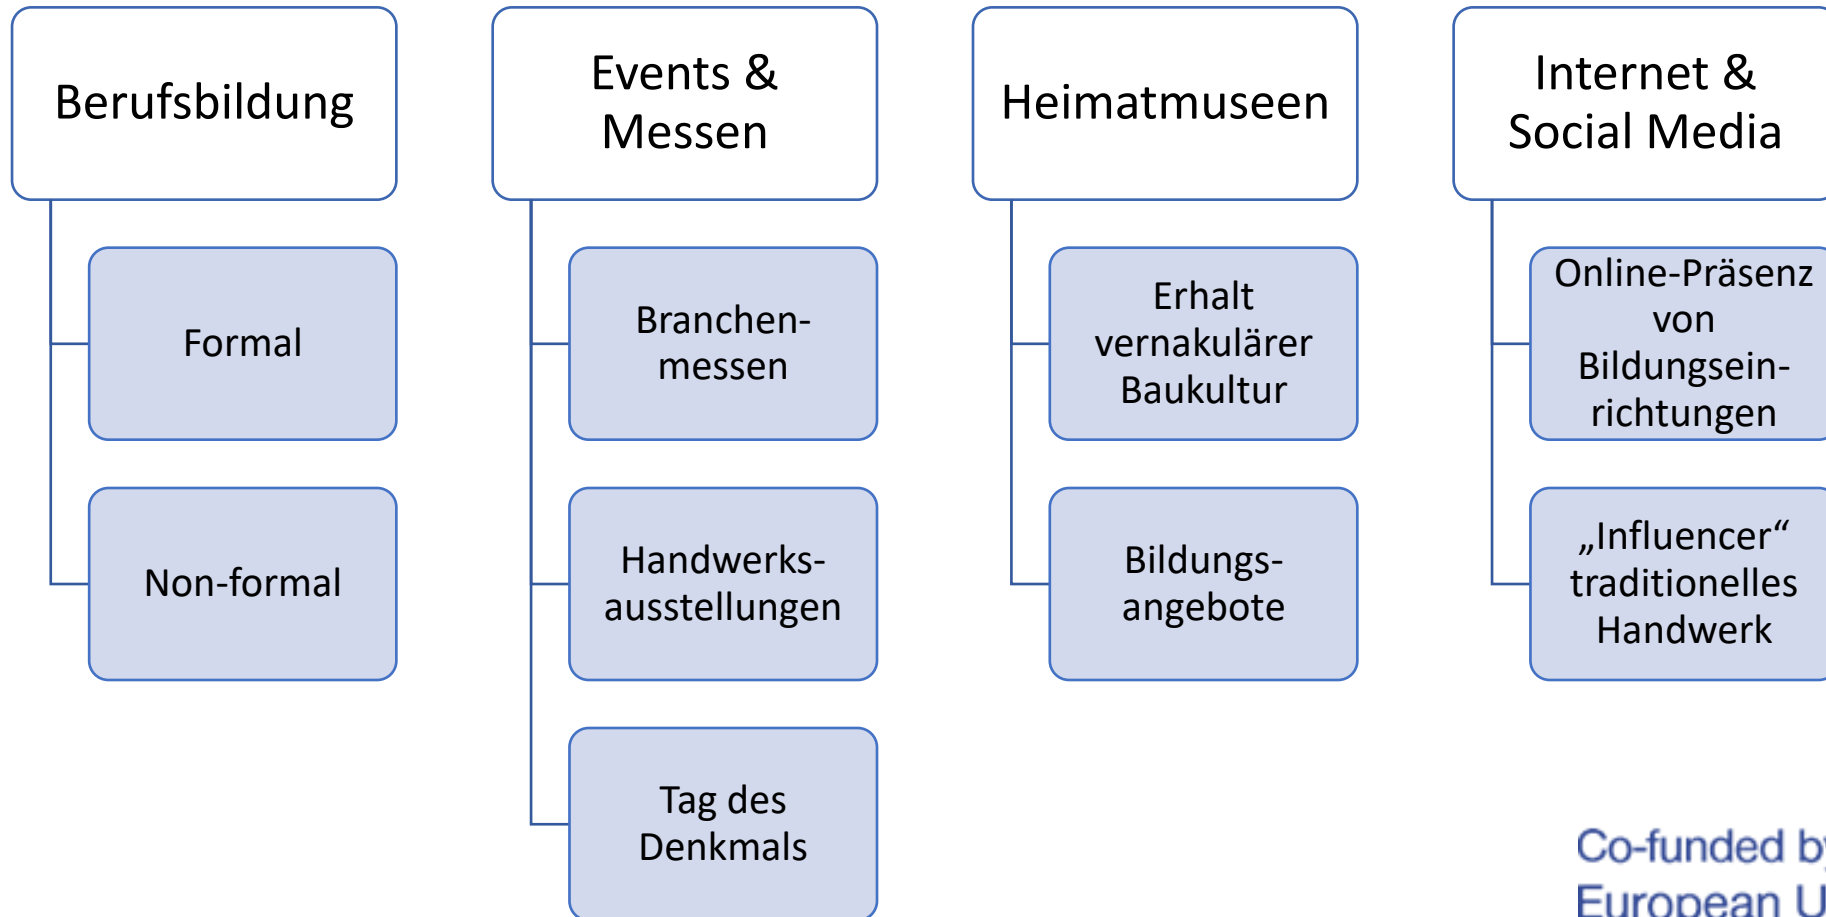 Berufsbildung
Formal
Non-formal
Events &
Messen
Branchen-
messen
Handwerks-
ausstellungen
Tag des
Denkmals
Heimatmuseen
Erhalt
vernakulärer
Baukultur
Bildungs-
angebote
Internet &
Social Media
Online-Präsenz
von
Bildungsein-
richtungen
„Influencer“
traditionelles
Handwerk
Co-funded
European